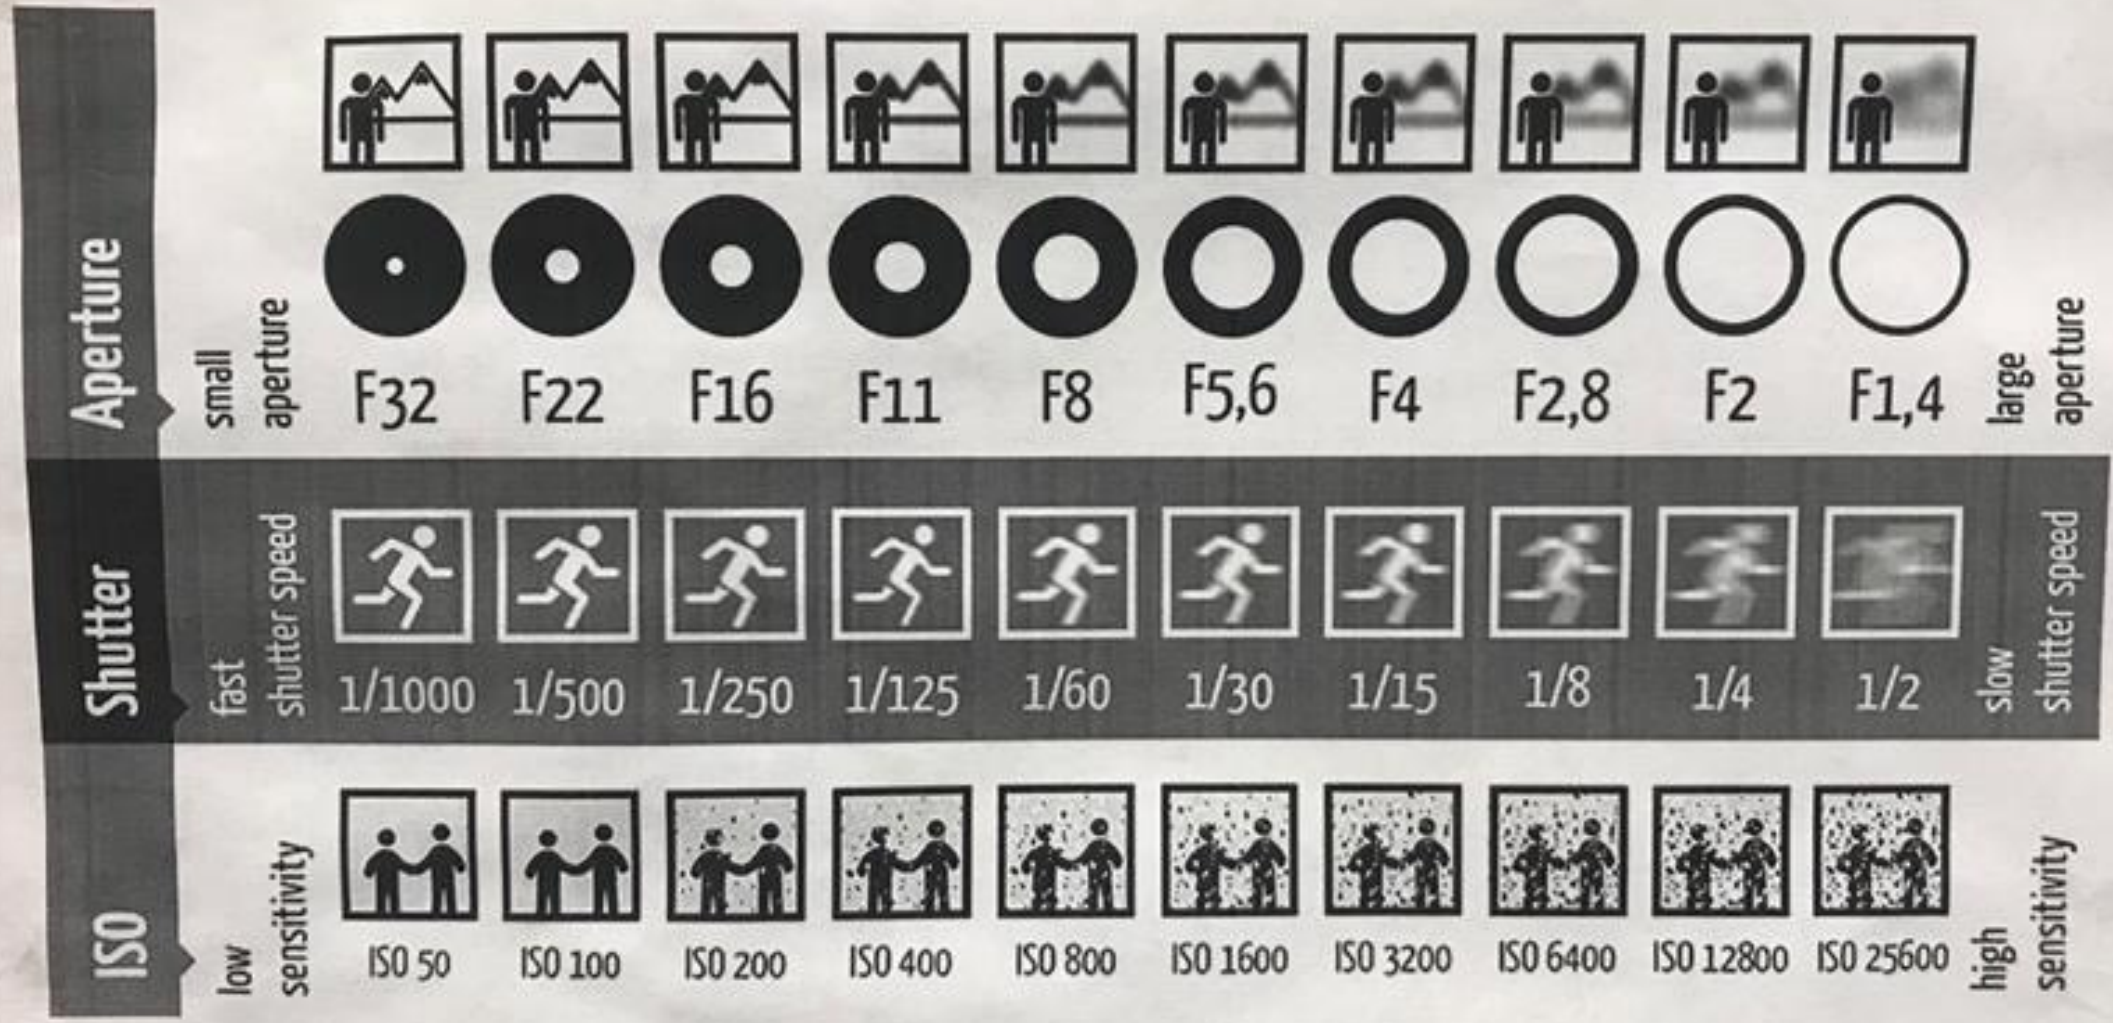 Aperture
small
aperture
F32 F22 F16 F11 F8 F5,6 F4 F2,8 F2 F1,4
large
aperture
Shutter
fast
shutter speed
1/1000 1/500 1/250 1/125 1/60 1/30 1/15 1/8 1/4 1/2
slow
shutter speed
ISO
low
sensitivity
ISO 50 ISO 100 ISO 200 ISO 400 ISO 800 ISO 1600 ISO 3200 ISO 6400 ISO 12800 ISO 25600
high
sensitivity